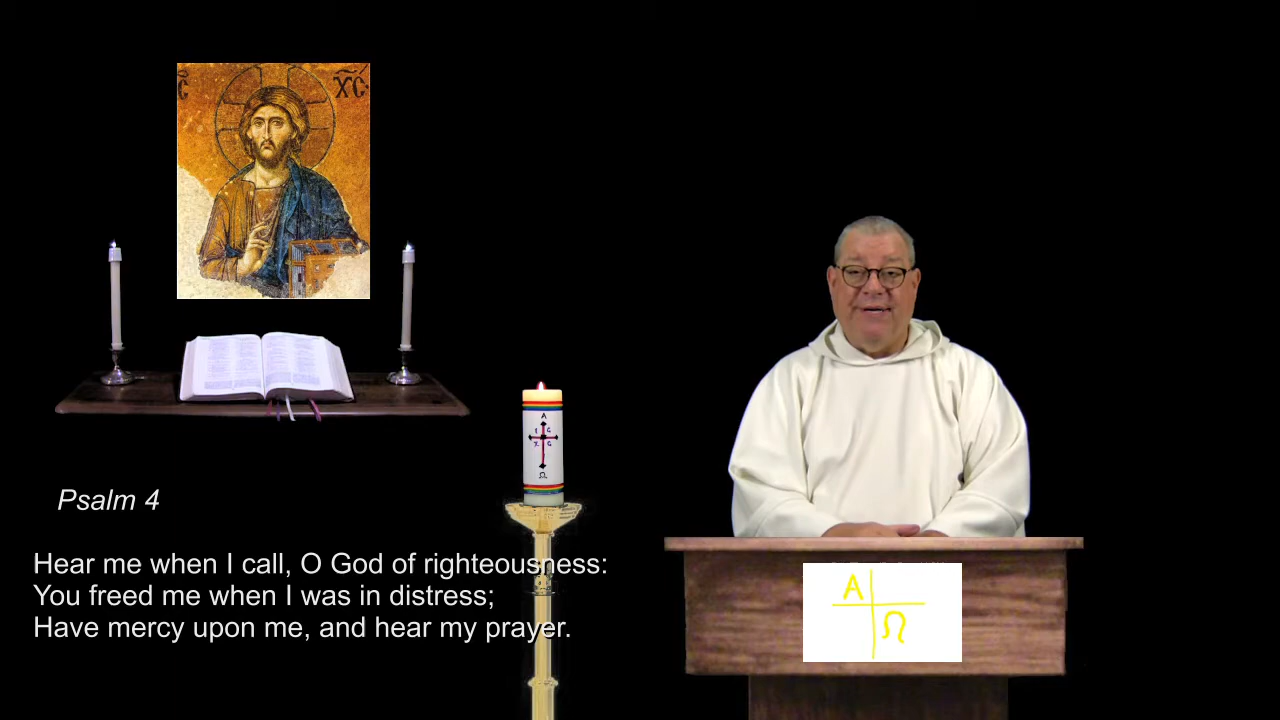 C XC
A
I C
X C
Ω
Psalm 4
Hear me when I call, O God of righteousness:
You freed me when I was in distress;
Have mercy upon me, and hear my prayer.
A
Ω